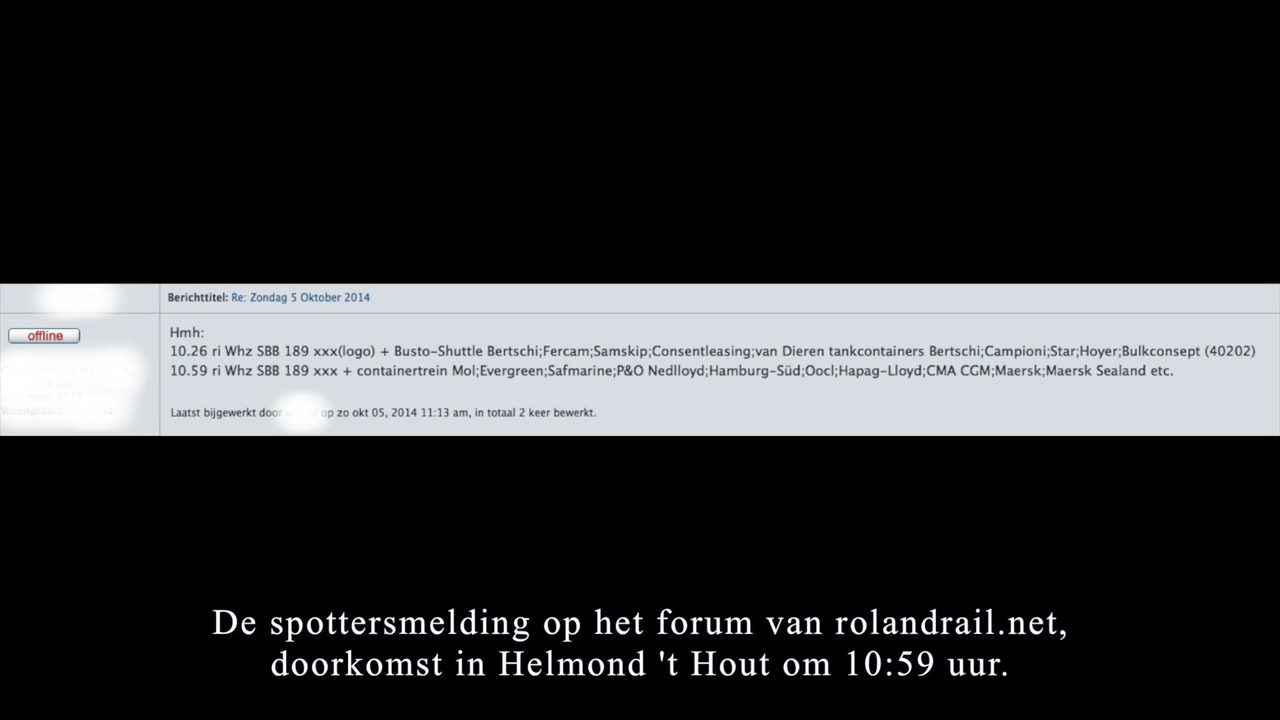 Berichttitel: Re: Zondag 5 Oktober 2014
offline
Hmh:
10.26 ri Whz SBB 189 xxx(logo) + Busto-Shuttle Bertschi;Fercam;Samskip;Consentleasing;van Dieren tankcontainers Bertschi;Campioni;Star;Hoyer;Bulkconsept (40202)
10.59 ri Whz SBB 189 xxx + containertrein Mol;Evergreen;Safmarine;P&O Nedlloyd;Hamburg-Süd;Oocl;Hapag-Lloyd;CMA CGM;Maersk;Maersk Sealand etc.
Laatst bijgewerkt door op zo okt 05, 2014 11:13 am, in totaal 2 keer bewerkt.
De spottersmelding op het forum van rolandrail.net,
doorkomst in Helmond 't Hout om 10:59 uur.